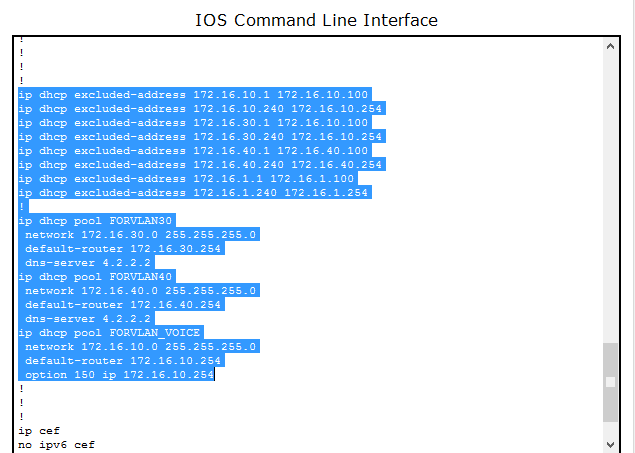 IOS Command Line Interface
!
!
!
!
ip dhcp excluded-address 172.16.10.1 172.16.10.100
ip dhcp excluded-address 172.16.10.240 172.16.10.254
ip dhcp excluded-address 172.16.30.1 172.16.10.100
ip dhcp excluded-address 172.16.30.240 172.16.10.254
ip dhcp excluded-address 172.16.40.1 172.16.40.100
ip dhcp excluded-address 172.16.40.240 172.16.40.254
ip dhcp excluded-address 172.16.1.1 172.16.1.100
ip dhcp excluded-address 172.16.1.240 172.16.1.254
!
ip dhcp pool FORVLAN30
network 172.16.30.0 255.255.255.0
default-router 172.16.30.254
dns-server 4.2.2.2
ip dhcp pool FORVLAN40
network 172.16.40.0 255.255.255.0
default-router 172.16.40.254
dns-server 4.2.2.2
ip dhcp pool FORVLAN_VOICE
network 172.16.10.0 255.255.255.0
default-router 172.16.10.254
option 150 ip 172.16.10.254
!
!
!
ip cef
no ipv6 cef